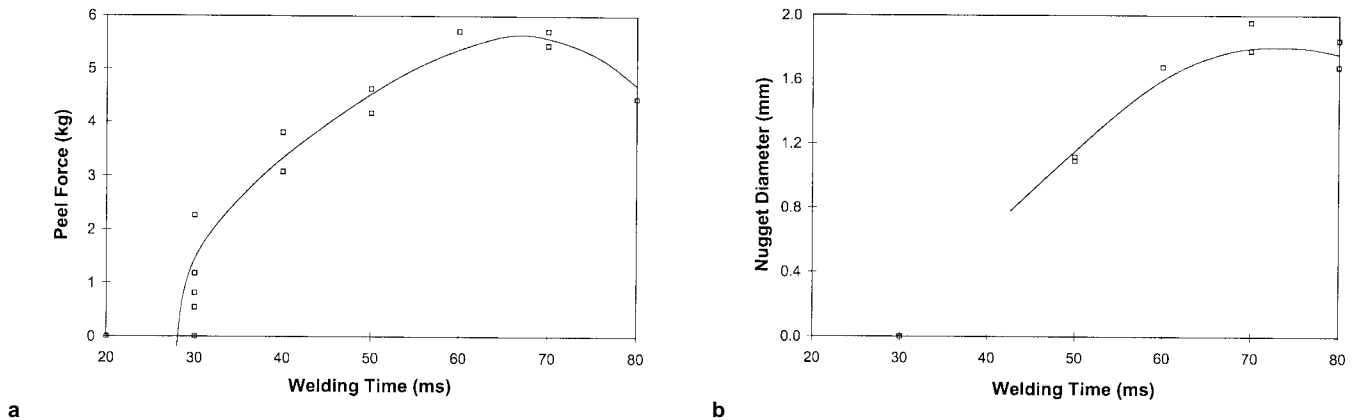 6
5
4
3
2
1
0
Peel Force (kg)
20 30 40 50 60 70 80
Welding Time (ms)
a
2.0
1.6
1.2
0.8
0.4
0.0
Nugget Diameter (mm)
20 30 40 50 60 70 80
Welding Time (ms)
b